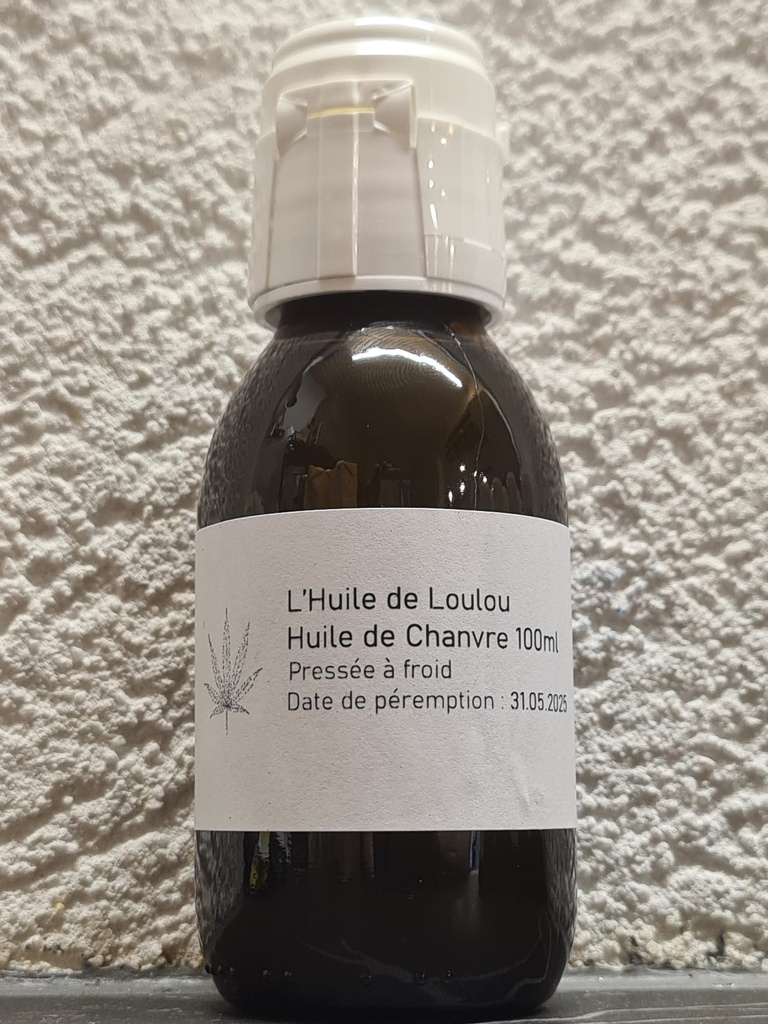 L'Huile de Loulou
Huile de Chanvre 100ml
Pressée à froid
Date de péremption : 31.05.2025